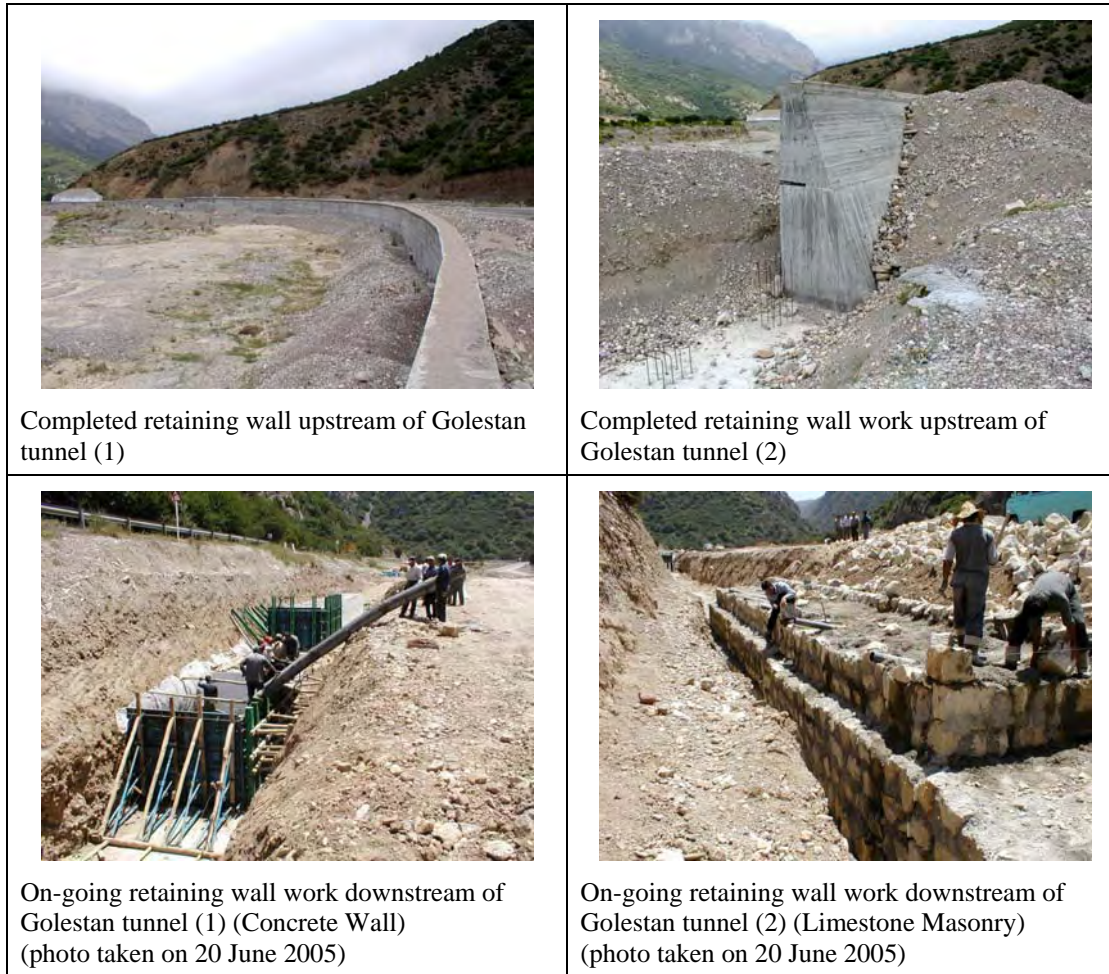 Completed retaining wall upstream of Golestan
tunnel (1)
Completed retaining wall work upstream of
Golestan tunnel (2)
On-going retaining wall work downstream of
Golestan tunnel (1) (Concrete Wall)
(photo taken on 20 June 2005)
On-going retaining wall work downstream of
Golestan tunnel (2) (Limestone Masonry)
(photo taken on 20 June 2005)